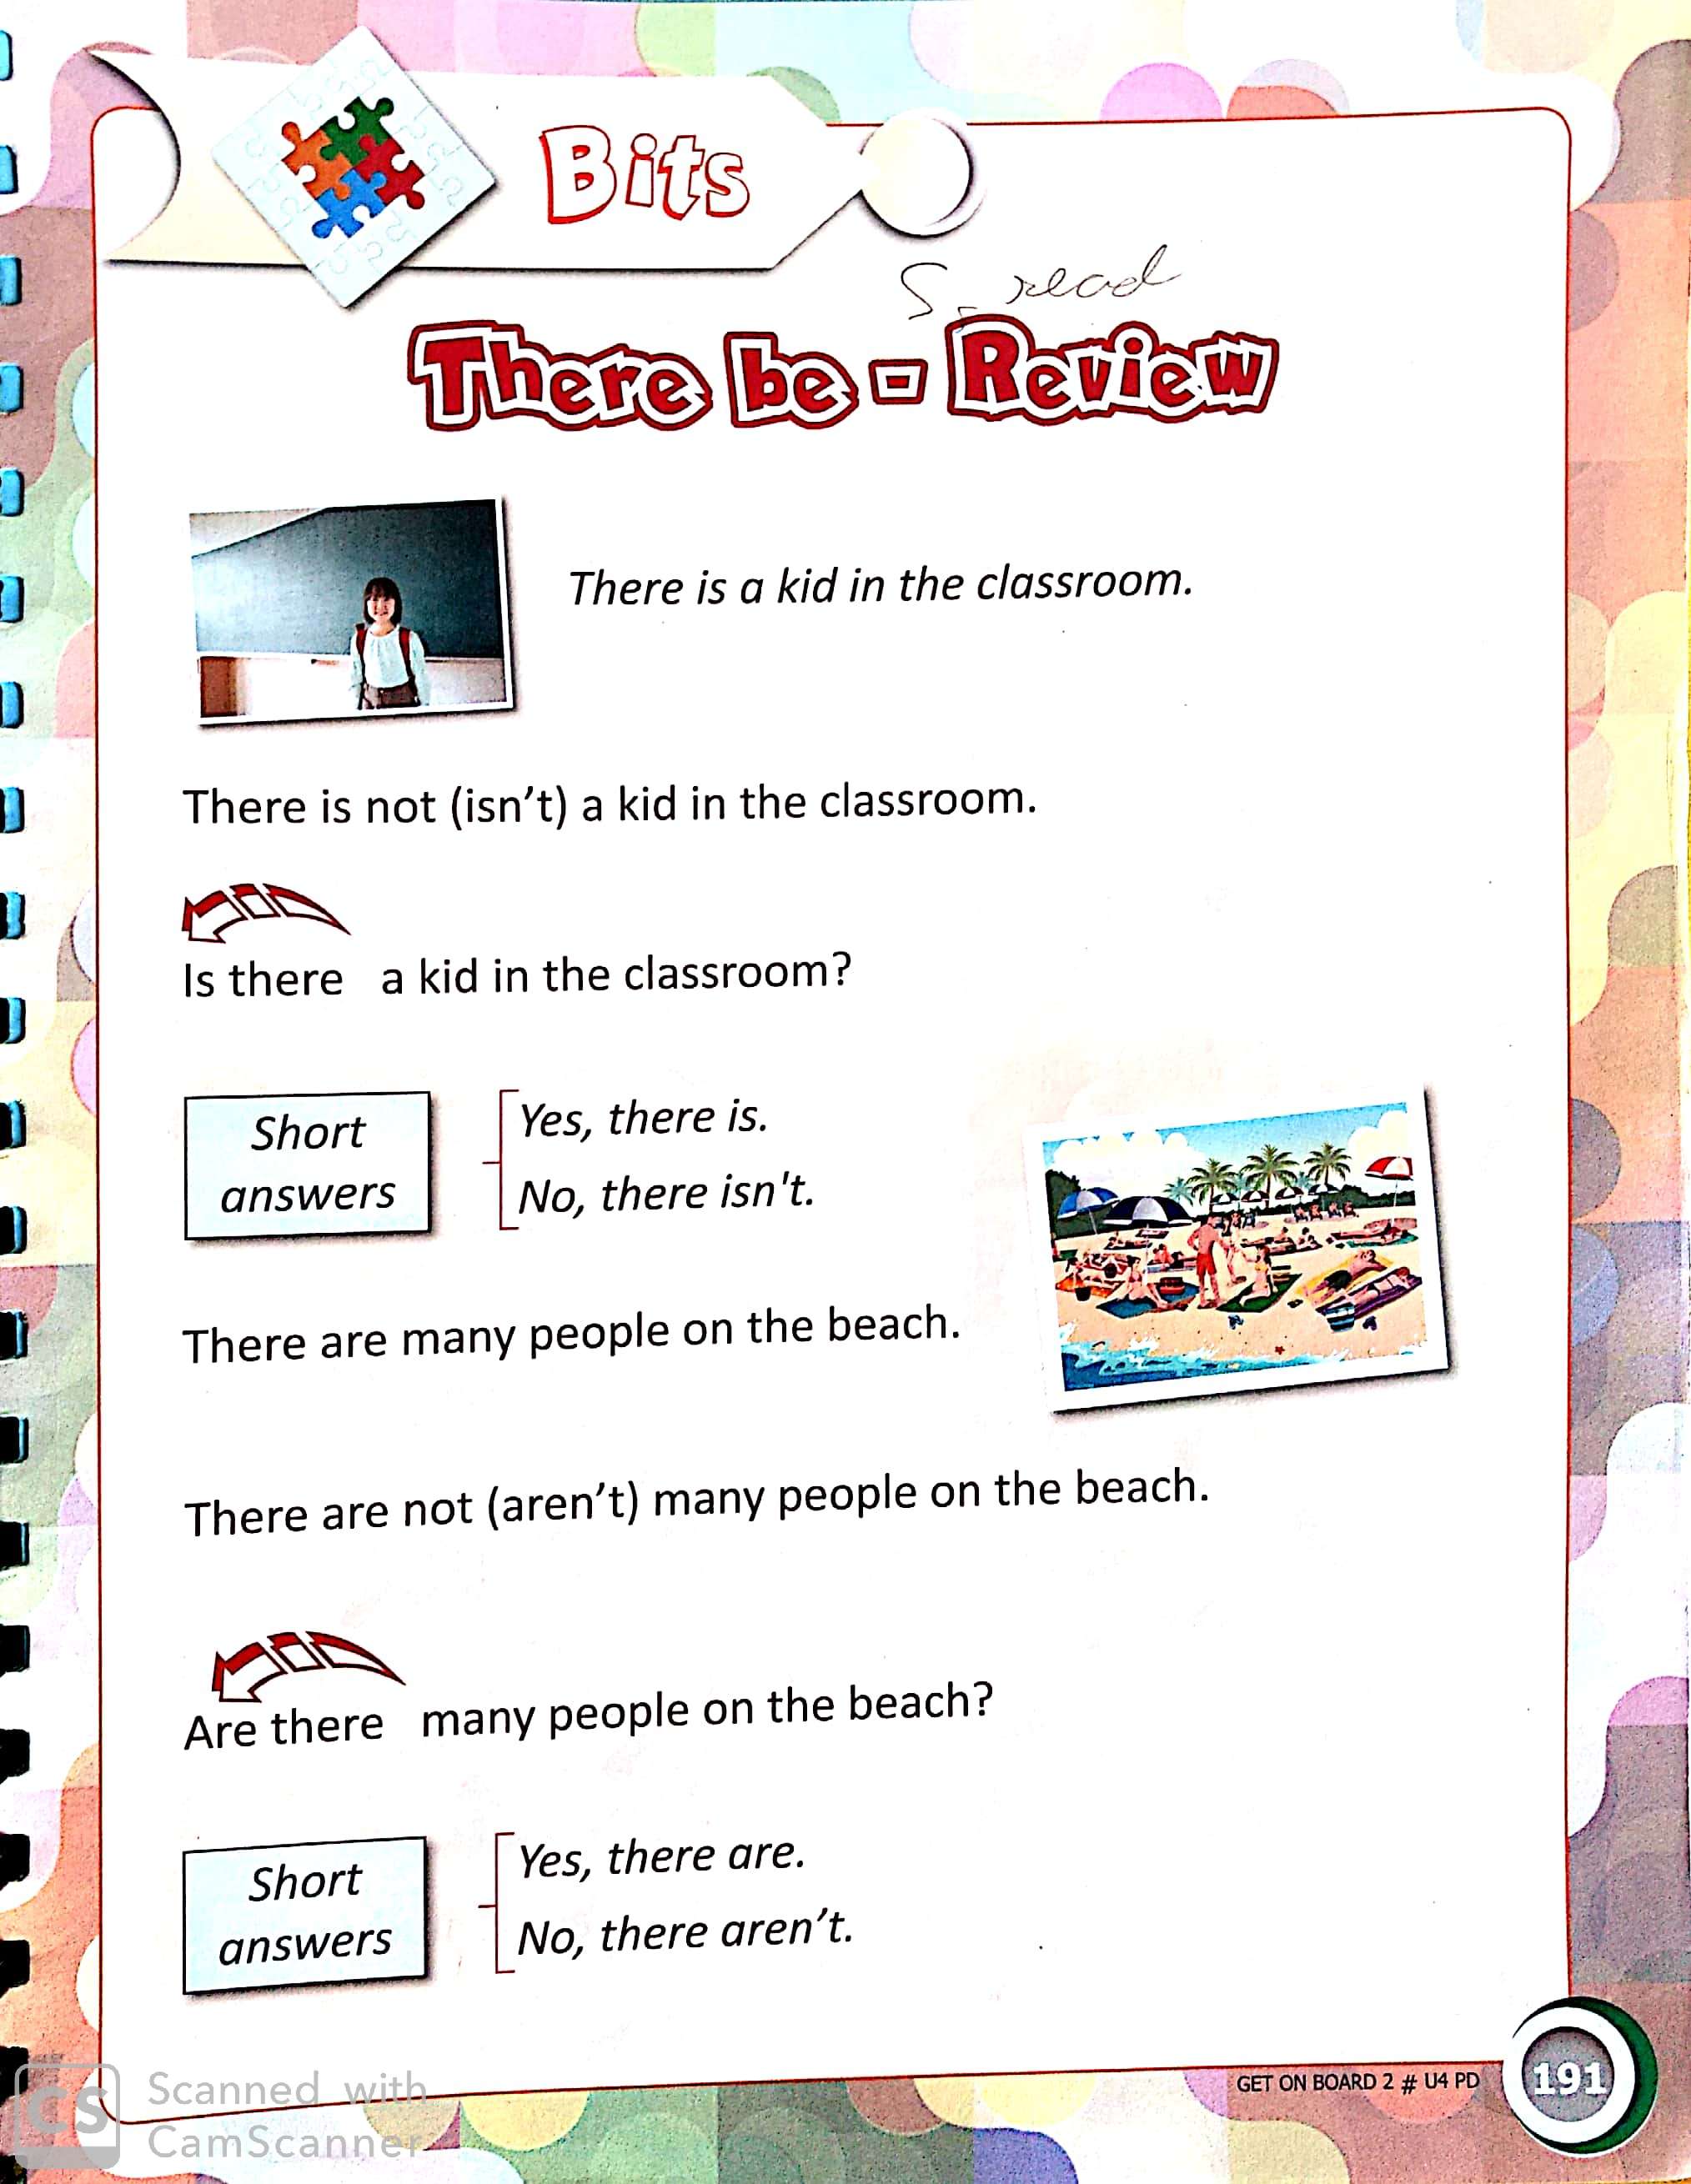 Bits
S_ read
There be - Review
There is a kid in the classroom.
There is not (isn’t) a kid in the classroom.
Is there a kid in the classroom?
Short
answers
Yes, there is.
No, there isn't.
There are many people on the beach.
There are not (aren’t) many people on the beach.
Are there many people on the beach?
Short
answers
Yes, there are.
No, there aren’t.
GET ON BOARD 2 # U4 PD
191
CS
Scanned with
CamScanner